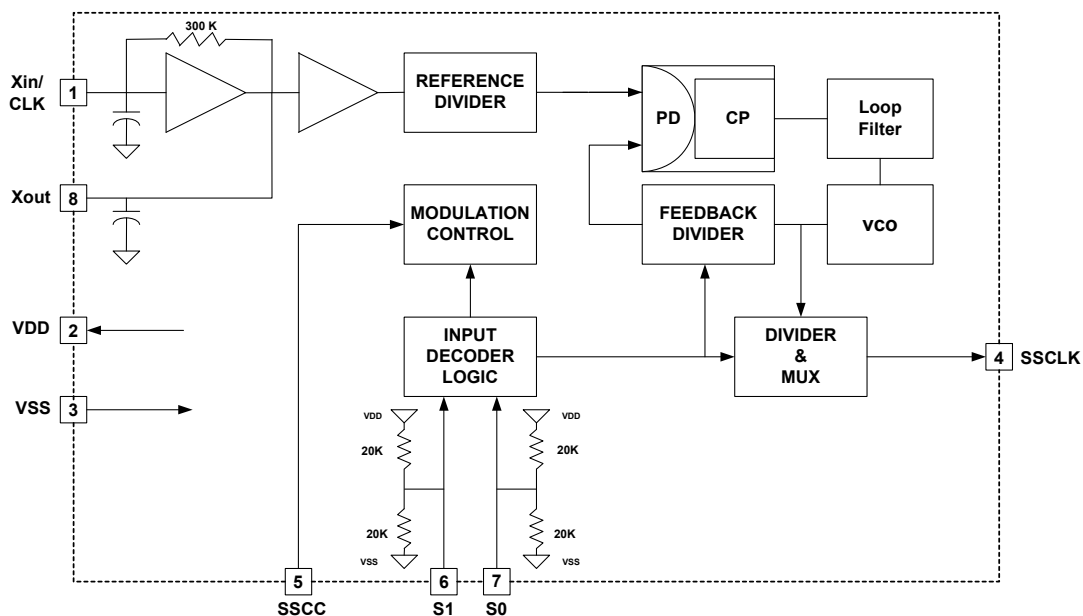 300 K
Xin/
CLK
1
REFERENCE
DIVIDER
PD
CP
Loop
Filter
Xout
8
MODULATION
CONTROL
FEEDBACK
DIVIDER
vco
VDD
2
INPUT
DECODER
LOGIC
DIVIDER
&
MUX
4
SSCLK
VSS
3
VDD
VDD
20K
20K
20K
20K
VSS
VSS
5
6
7
SSCC
S1
S0